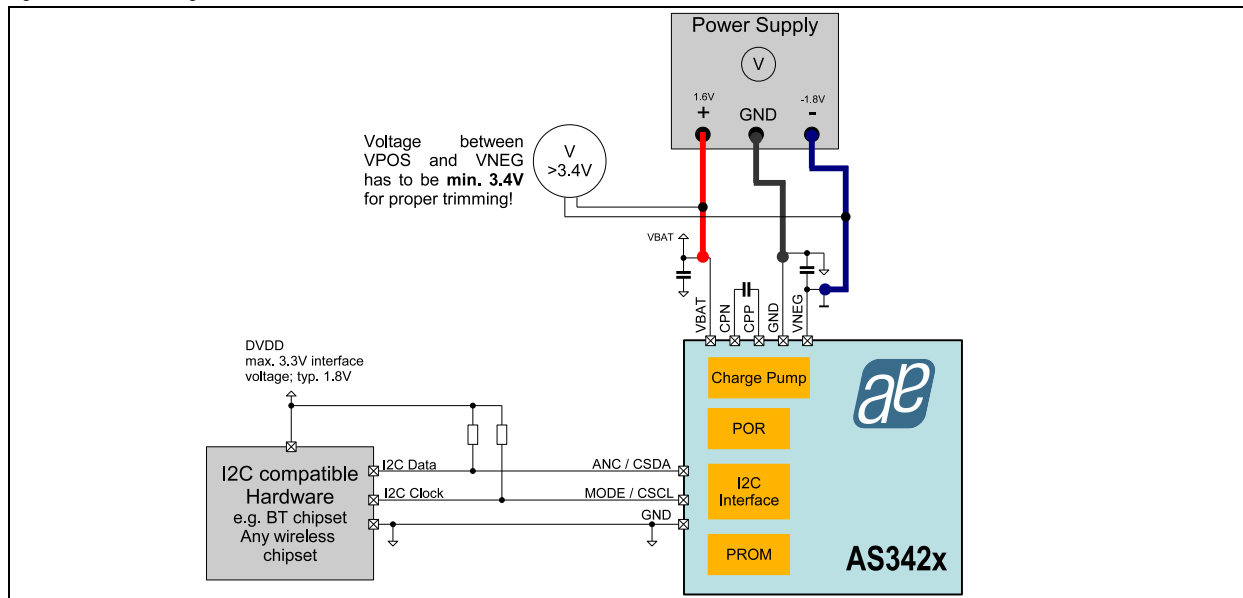 Power Supply
V
1.6V
-1.8V
+
GND
-
Voltage between
VPOS and VNEG
has to be min. 3.4V
for proper trimming!
V
>3.4V
VBAT
VBAT
CPN
CPP
GND
VNEG
DVDD
max. 3.3V interface
voltage; typ. 1.8V
Charge Pump
POR
I2C compatible
Hardware
e.g. BT chipset
Any wireless
chipset
I2C Data
ANC / CSDA
I2C Clock
MODE / CSCL
GND
I2C
Interface
PROM
AS342x